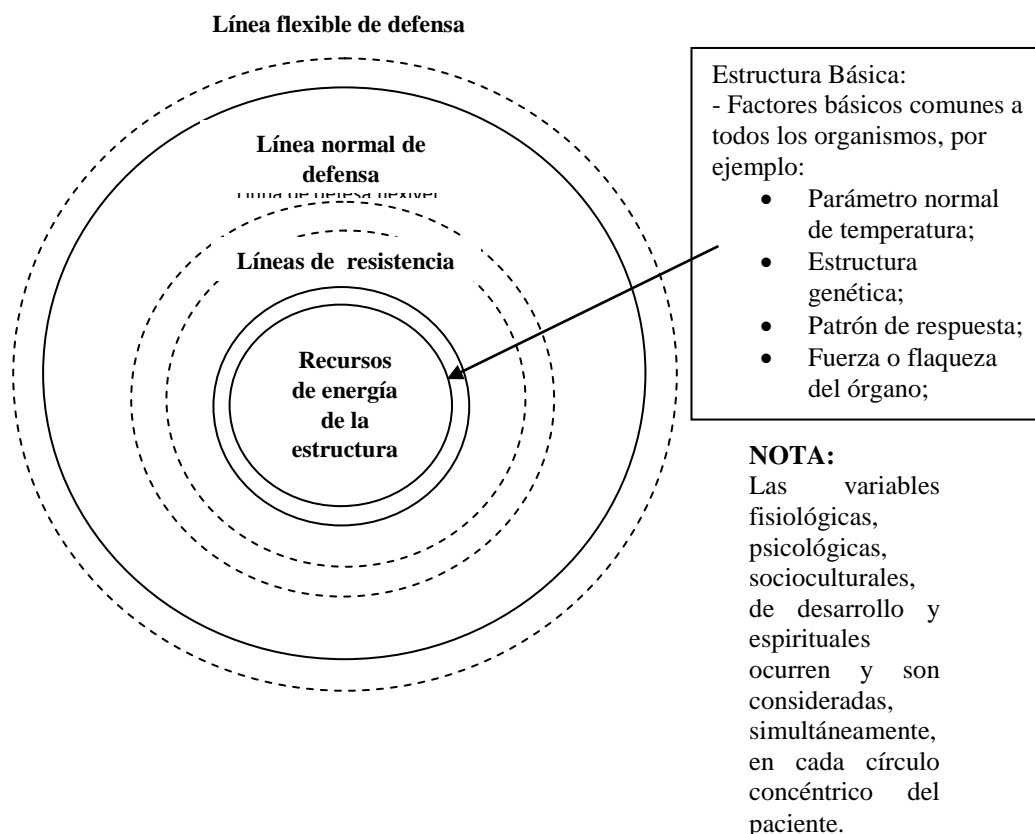 Línea flexible de defensa
Línea normal de
defensa
Líneas de resistencia
Recursos
de energía
de la
estructura
Estructura Básica:
- Factores básicos comunes a
todos los organismos, por
ejemplo:
• Parámetro normal
de temperatura;
• Estructura
genética;
• Patrón de respuesta;
• Fuerza o flaqueza
del órgano;
NOTA:
Las variables
fisiológicas,
psicológicas,
socioculturales,
de desarrollo y
espirituales
ocurren y son
consideradas,
simultáneamente,
en cada círculo
concéntrico del
paciente.